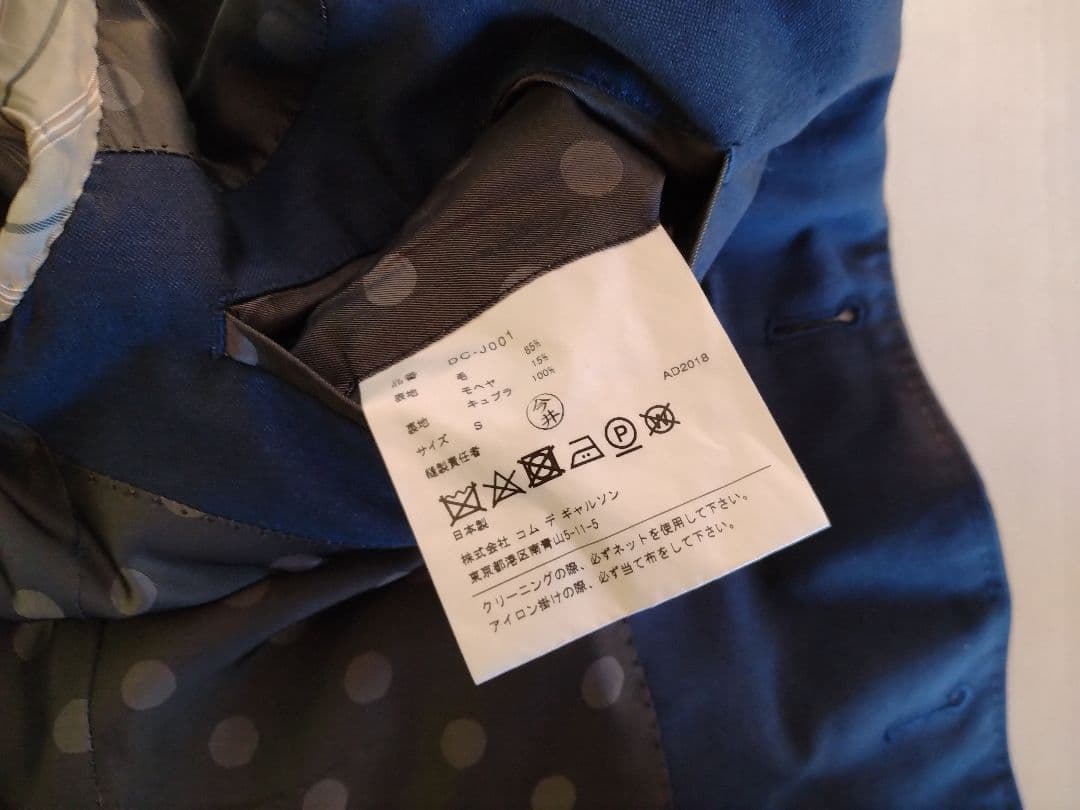 品番 DC-J001
表地 毛 85%
モヘヤ 15%
裏地 キュプラ 100%
サイズ S
縫製責任者 今井
AD2018
P W
日本製
株式会社 コム デ ギャルソン
東京都港区南青山5-11-5
クリーニングの際、必ずネットを使用して下さい。
アイロン掛けの際、必ず当て布をして下さい。